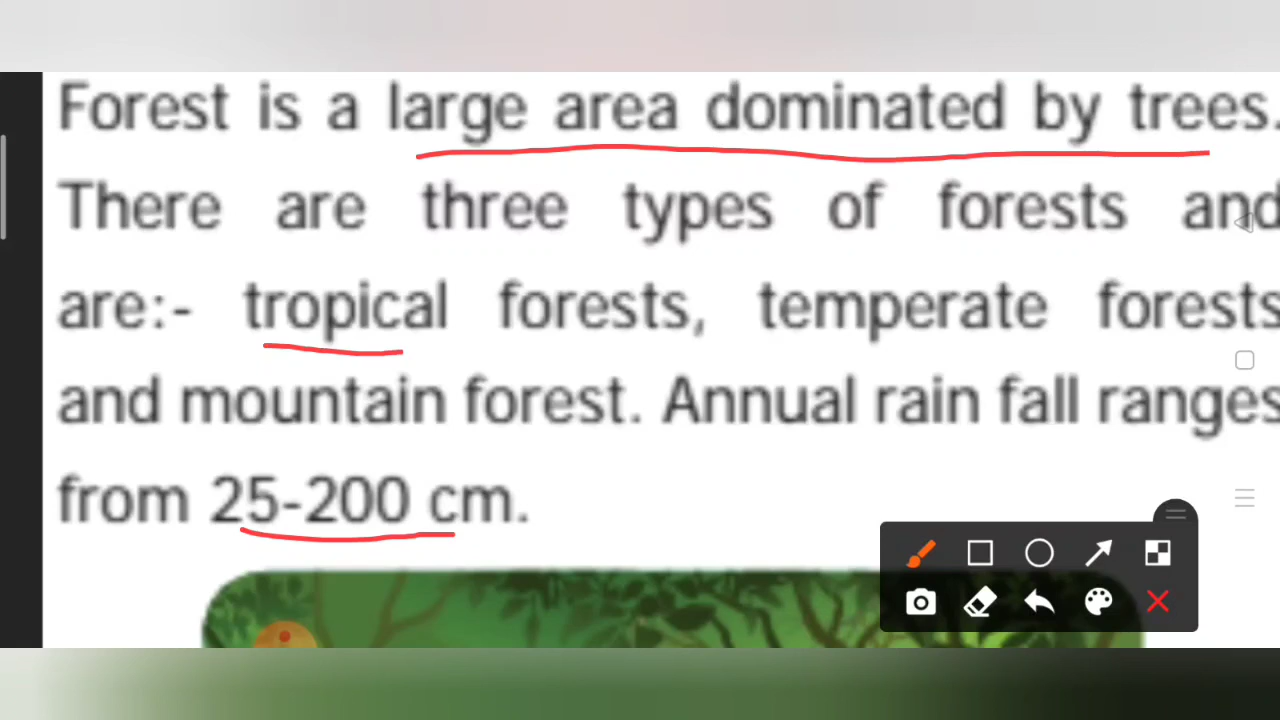 Forest is a large area dominated by trees.
There are three types of forests and
are:- tropical forests, temperate forests
and mountain forest. Annual rain fall ranges
from 25-200 cm.